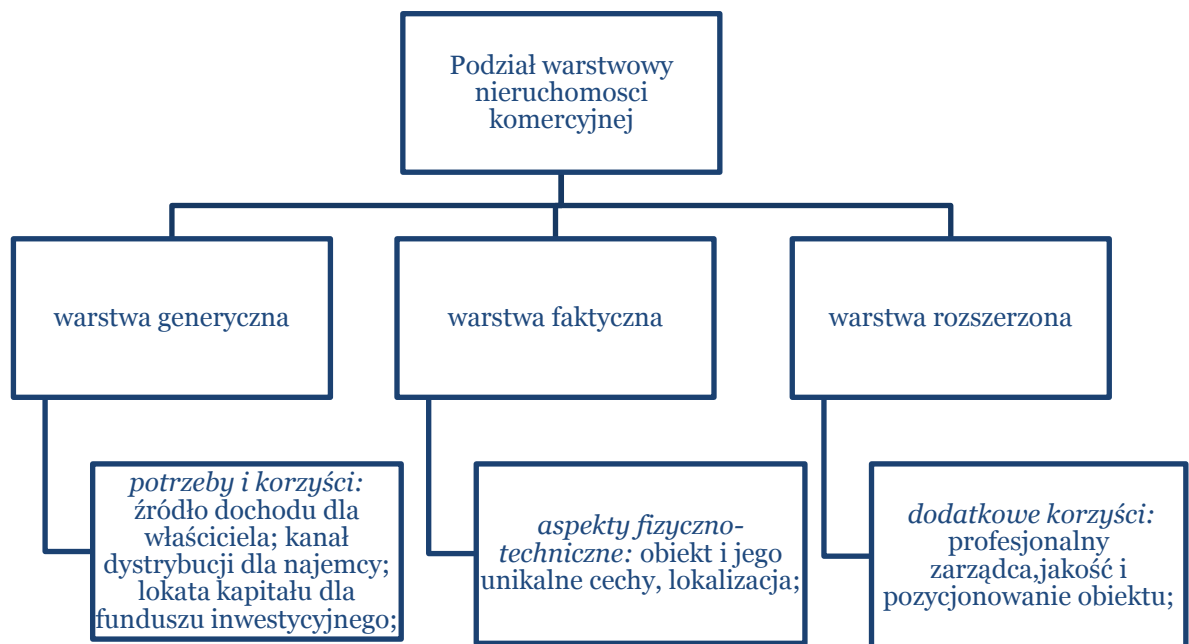 Podział warstwowy
nieruchomosci
komercyjnej
warstwa generyczna
warstwa faktyczna
warstwa rozszerzona
potrzeby i korzyści:
źródło dochodu dla
właściciela; kanał
dystrybucji dla najemcy;
lokata kapitału dla
funduszu inwestycyjnego;
aspekty fizyczno-
techniczne: obiekt i jego
unikalne cechy, lokalizacja;
dodatkowe korzyści:
profesjonalny
zarządca,jakość i
pozycjonowanie obiektu;